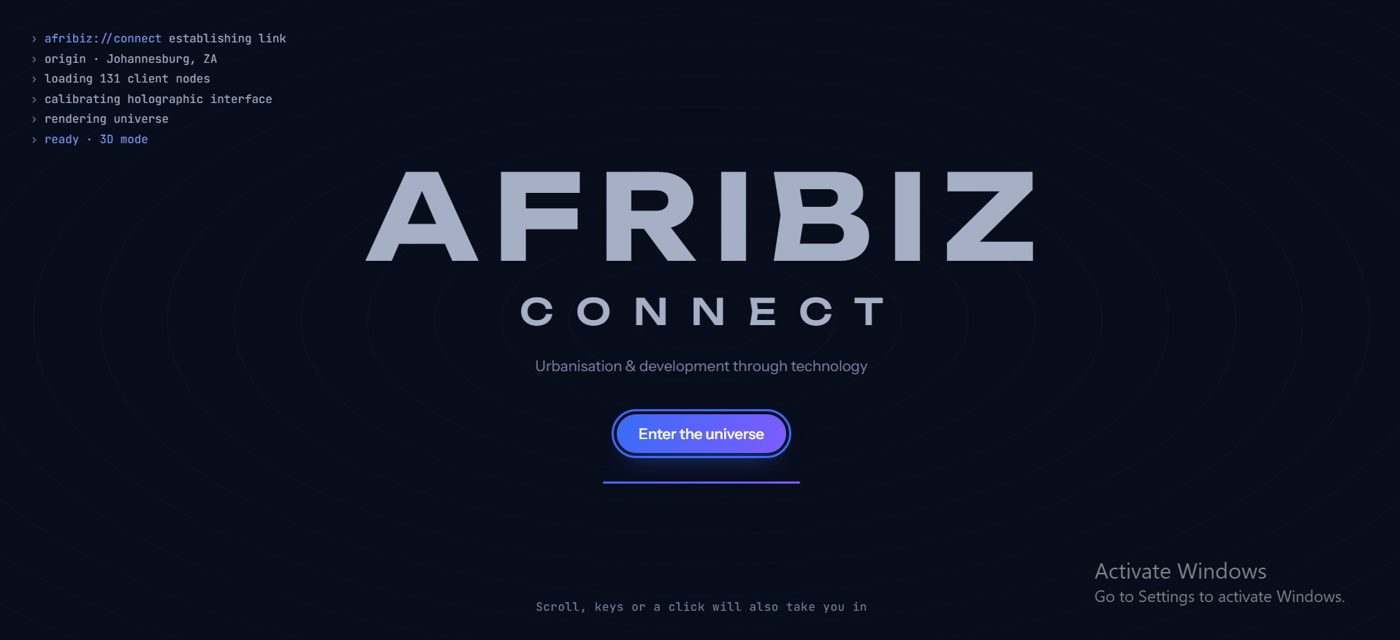 › afribiz://connect establishing link
› origin · Johannesburg, ZA
› loading 131 client nodes
› calibrating holographic interface
› rendering universe
› ready · 3D mode
AFRIBIZ
CONNECT
Urbanisation & development through technology
Enter the universe
Activate Windows
Go to Settings to activate Windows.
Scroll, keys or a click will also take you in